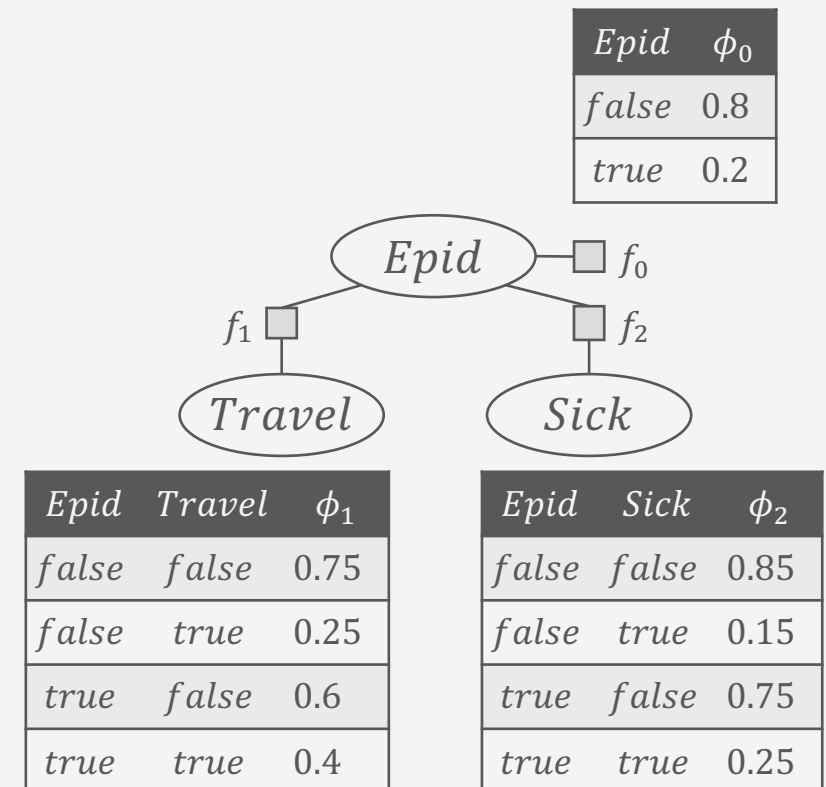 Epid ϕ₀
false 0.8
true 0.2
Epid
f₀
f₁
f₂
Travel
Sick
Epid Travel ϕ₁
false false 0.75
false true 0.25
true false 0.6
true true 0.4
Epid Sick ϕ₂
false false 0.85
false true 0.15
true false 0.75
true true 0.25